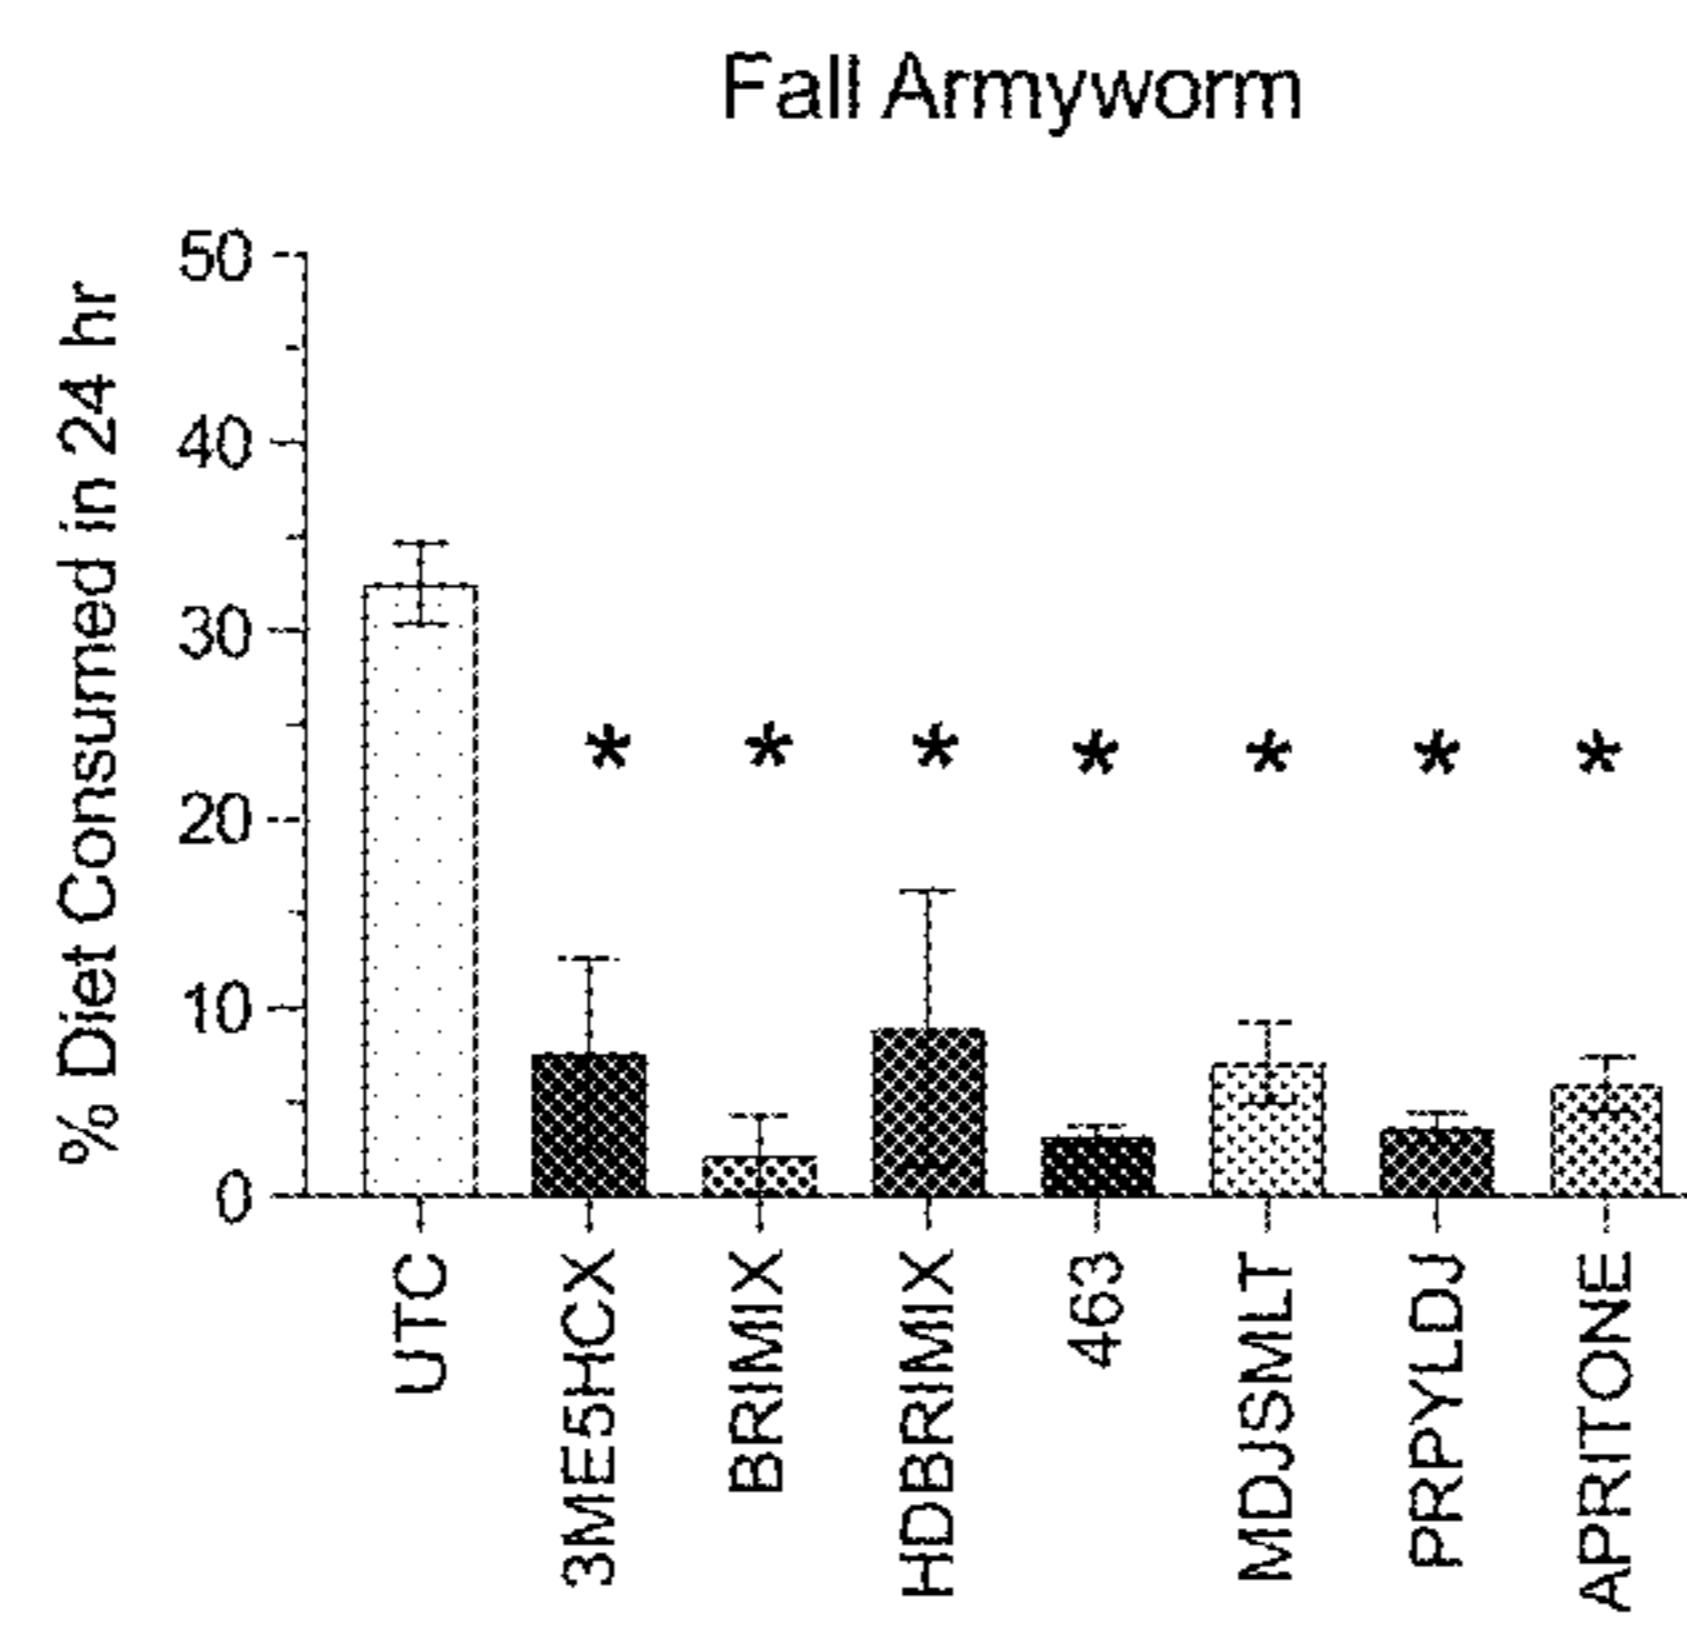 Fall Armyworm
% Diet Consumed in 24 hr
50
40
30
20
10
0
* * * * * * *
UTC
3ME5HCX
BRIMIX
HDBRIMIX
463
MDJSMLT
PRPYLDJ
APRITONE